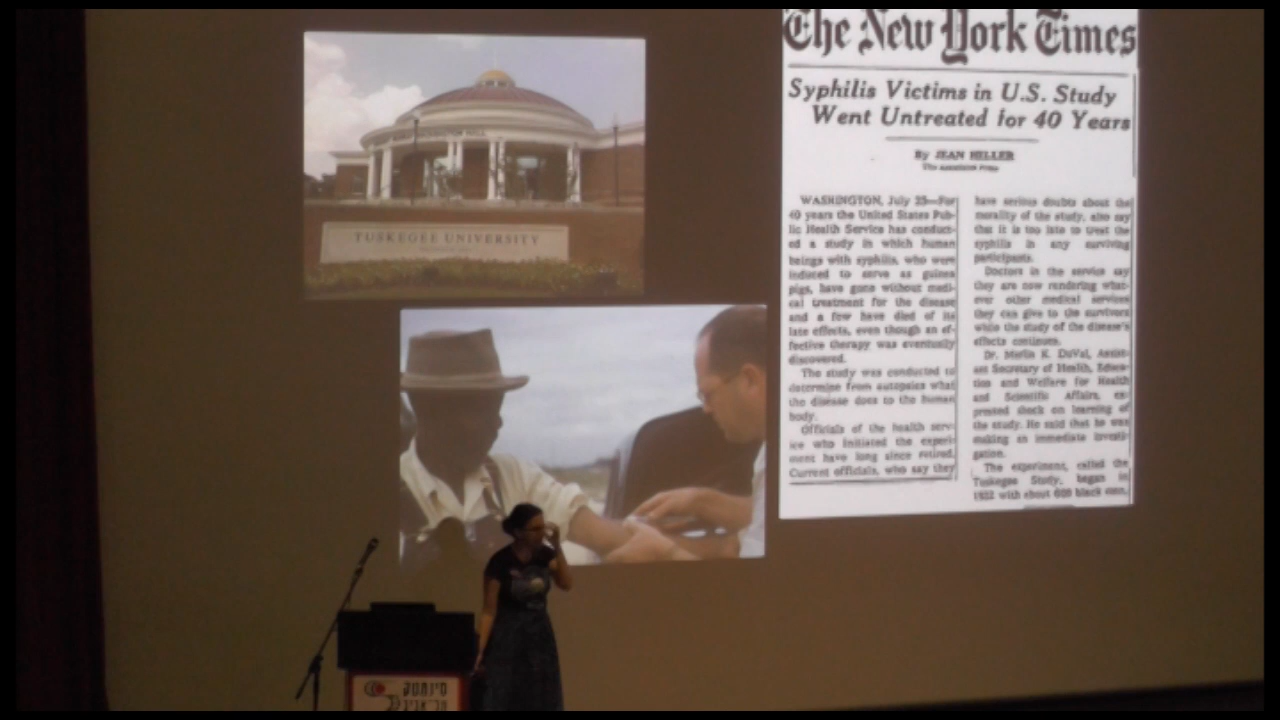 TUSKEGEE UNIVERSITY
The New York Times
Syphilis Victims in U.S. Study
Went Untreated for 40 Years
By JEAN HELLER
The Associated Press
WASHINGTON, July 25—For
40 years the United States Pub-
lic Health Service has conduct-
ed a study in which human
beings with syphilis, who were
induced to serve as guinea
pigs, have gone without medi-
cal treatment for the disease
and a few have died of its
late effects, even though an ef-
fective therapy was eventually
discovered.
The study was conducted to
determine from autopsies what
the disease does to the human
body.
Officials of the health serv-
ice who initiated the experi-
ment have long since retired.
Current officials, who say they
have serious doubts about the
morality of the study, also say
that it is too late to treat the
syphilis in any surviving
participants.
Doctors in the service say
they are now rendering what-
ever other medical services
they can give to the survivors
while the study of the disease's
effects continues.
Dr. Merlin K. DuVal, Assist-
ant Secretary of Health, Educa-
tion and Welfare for Health
and Scientific Affairs, ex-
pressed shock on learning of
the study. He said that he was
making an immediate investi-
gation.
The experiment, called the
Tuskegee Study, began in
1932 with about 600 black men,
סינמטק
תל אביב